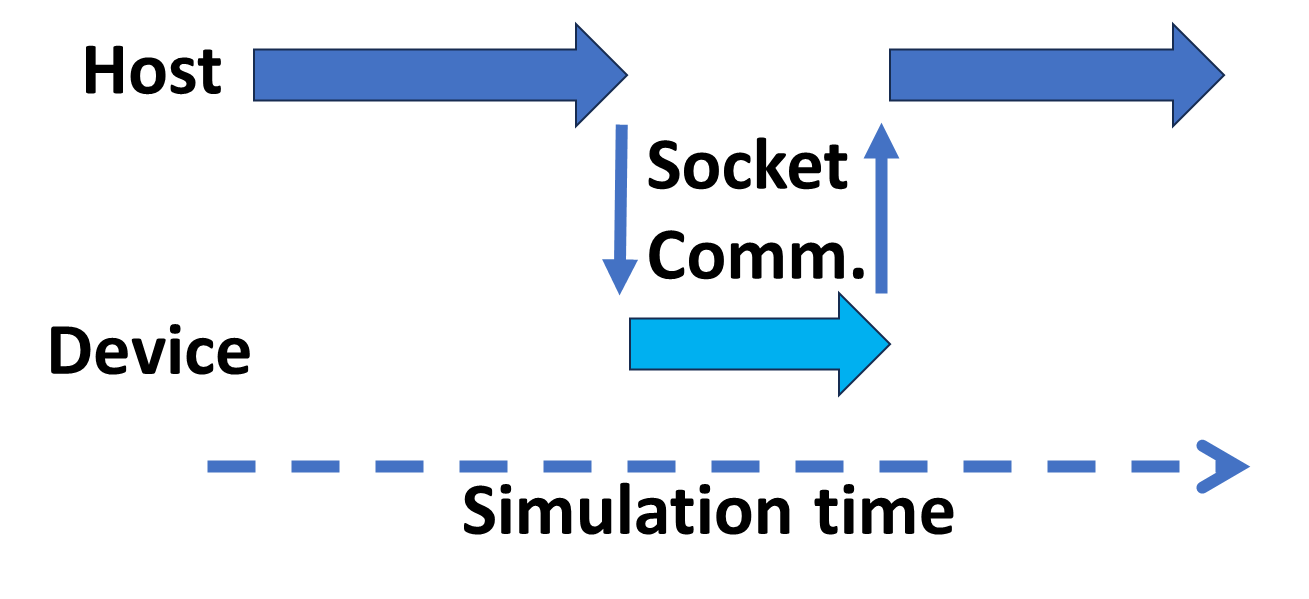 Host
Socket
Comm.
Device
Simulation time